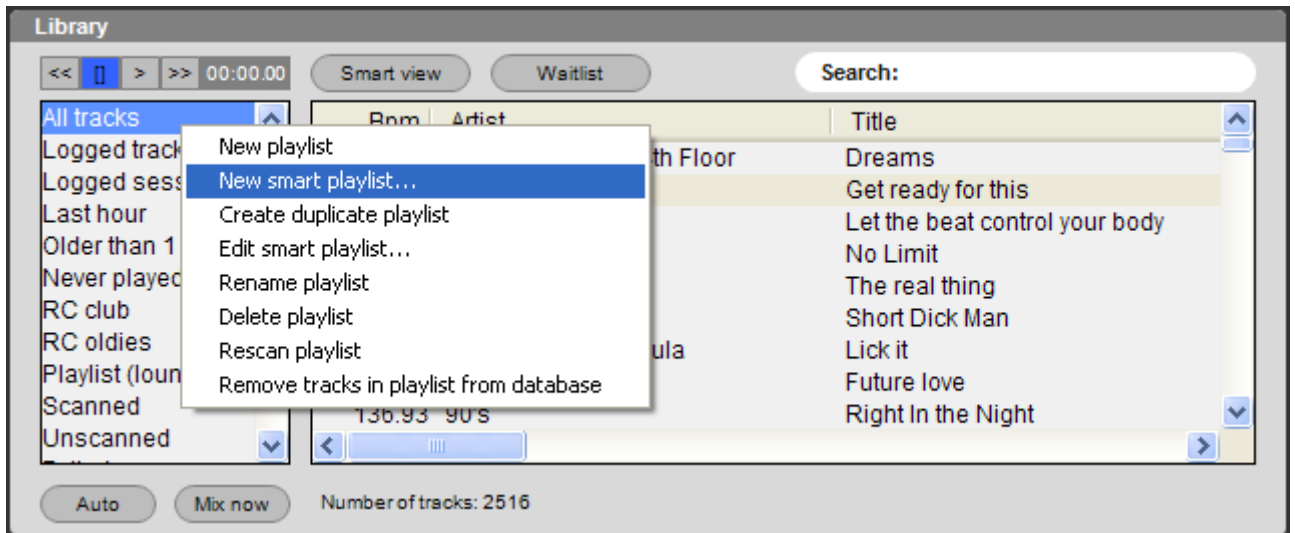 Library
<< [] > >> 00:00.00 Smart view Waitlist Search:
All tracks
Logged track
Logged sess
Last hour
Older than 1
Never played
RC club
RC oldies
Playlist (loun
Scanned
Unscanned
New playlist
New smart playlist...
Create duplicate playlist
Edit smart playlist...
Rename playlist
Delete playlist
Rescan playlist
Remove tracks in playlist from database
Bpm Artist Title
th Floor Dreams
Get ready for this
Let the beat control your body
No Limit
The real thing
Short Dick Man
ula Lick it
Future love
136.93 90's Right In the Night
Auto Mix now Number of tracks: 2516